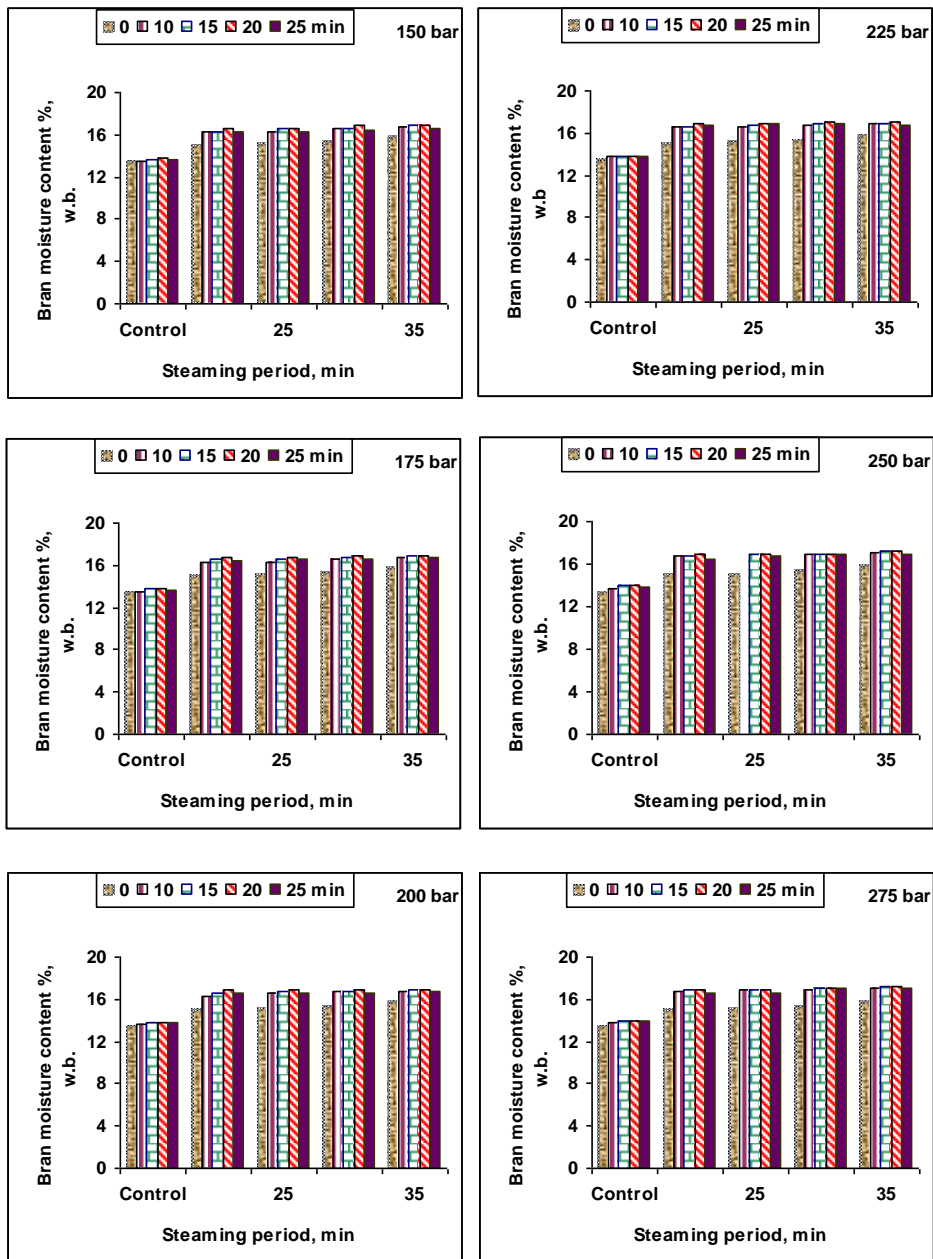 0 10 15 20 25 min
150 bar
Bran moisture content %,
w.b.
20
16
12
8
4
0
Control 25 35
Steaming period, min
0 10 15 20 25 min
225 bar
Bran moisture content %,
w.b
20
16
12
8
4
0
Control 25 35
Steaming period, min
0 10 15 20 25 min
175 bar
Bran moisture content %,
w.b.
20
16
12
8
4
0
Control 25 35
Steaming period, min
0 10 15 20 25 min
250 bar
Bran moisture content %,
w.b.
20
16
12
8
4
0
Control 25 35
Steaming period, min
0 10 15 20 25 min
200 bar
Bran moisture content %,
w.b.
20
16
12
8
4
0
Control 25 35
Steaming period, min
0 10 15 20 25 min
275 bar
Bran moisture content %,
w.b.
20
16
12
8
4
0
Control 25 35
Steaming period, min